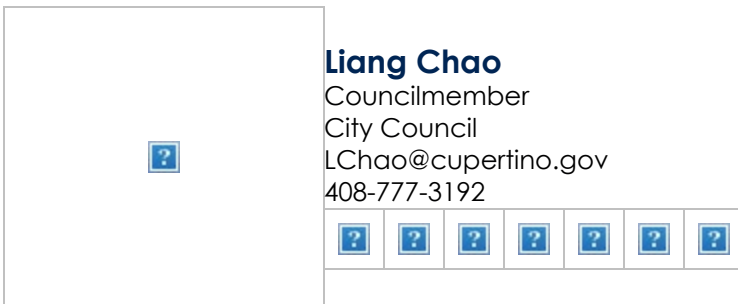 Liang Chao
Councilmember
City Council
LChao@cupertino.gov
408-777-3192